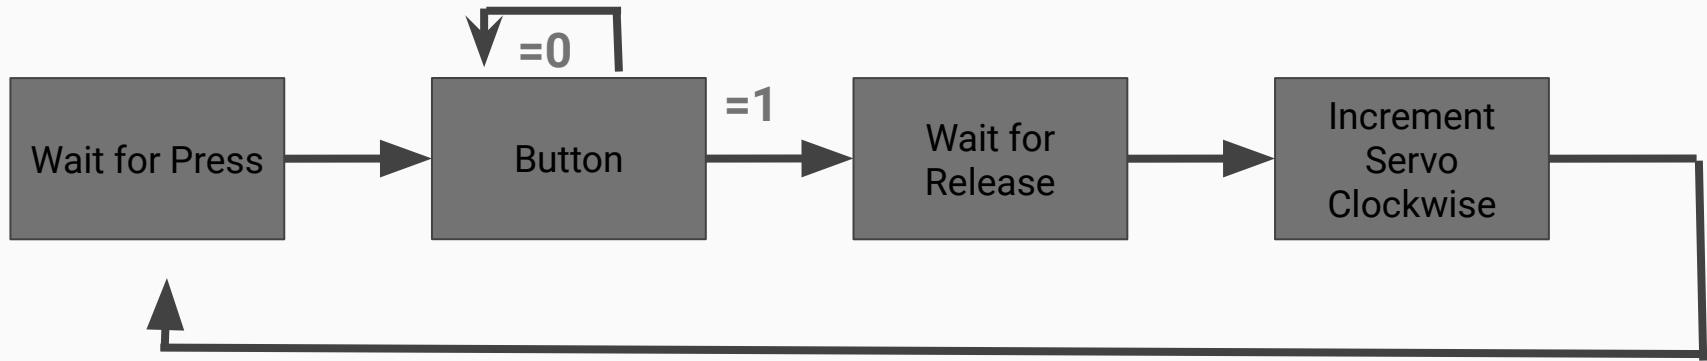 =0
=1
Wait for Press
Button
Wait for
Release
Increment
Servo
Clockwise